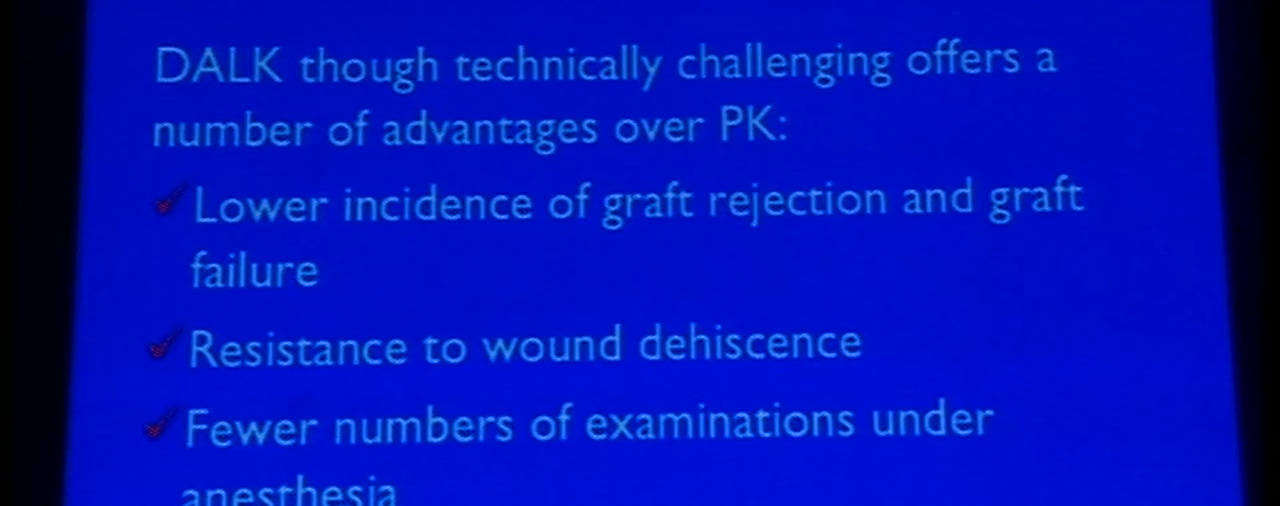 DALK though technically challenging offers a
number of advantages over PK:
✓ Lower incidence of graft rejection and graft
failure
✓ Resistance to wound dehiscence
✓ Fewer numbers of examinations under
anesthesia